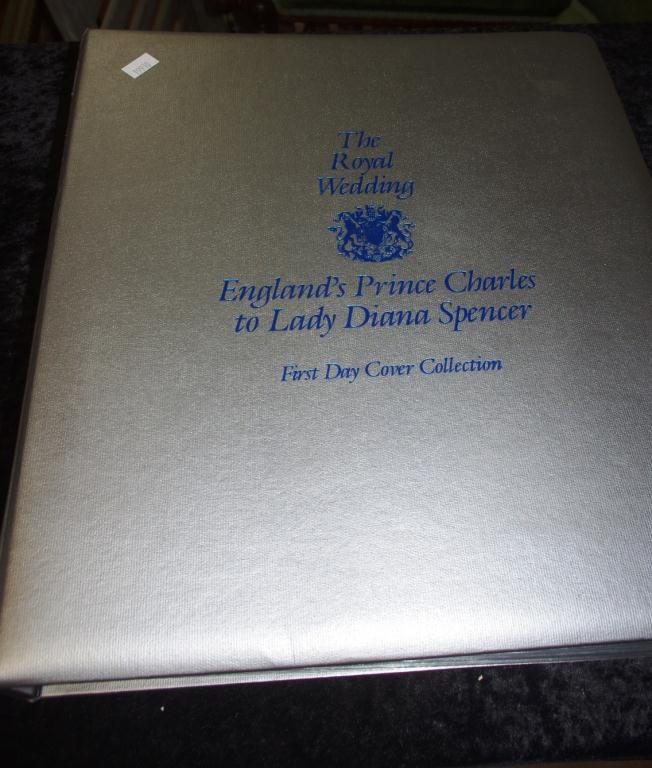 The
Royal
Wedding
England's Prince Charles
to Lady Diana Spencer
First Day Cover Collection